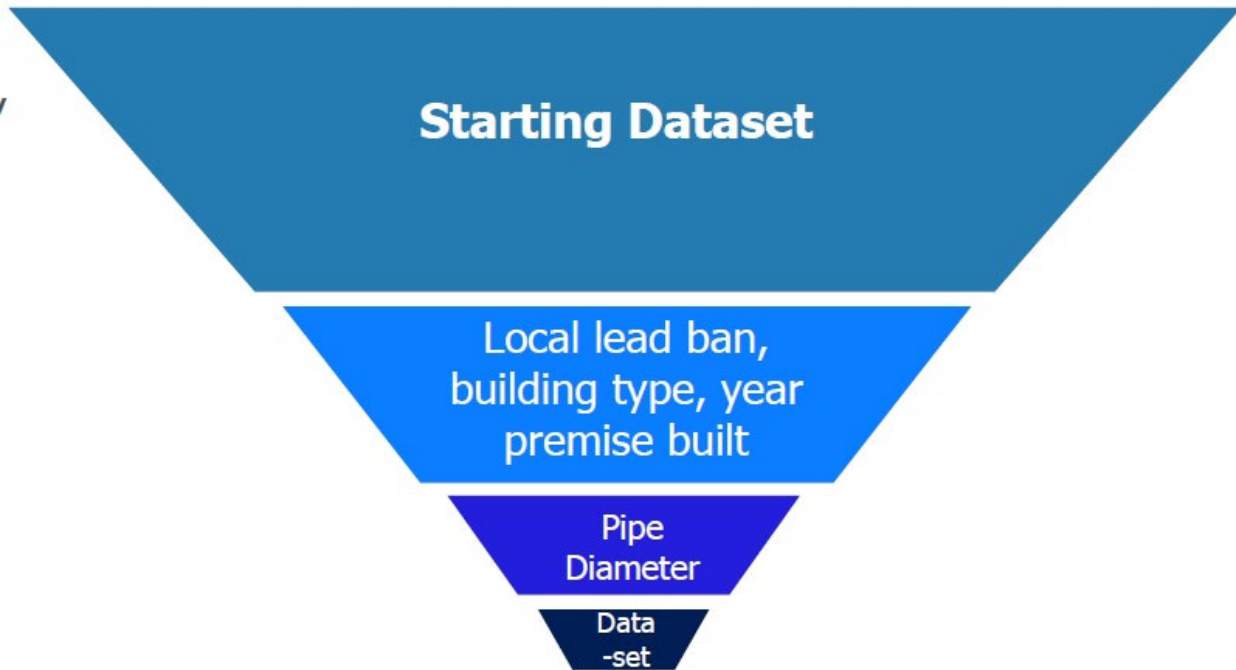 Starting Dataset
Local lead ban,
building type, year
premise built
Pipe
Diameter
Data
-set